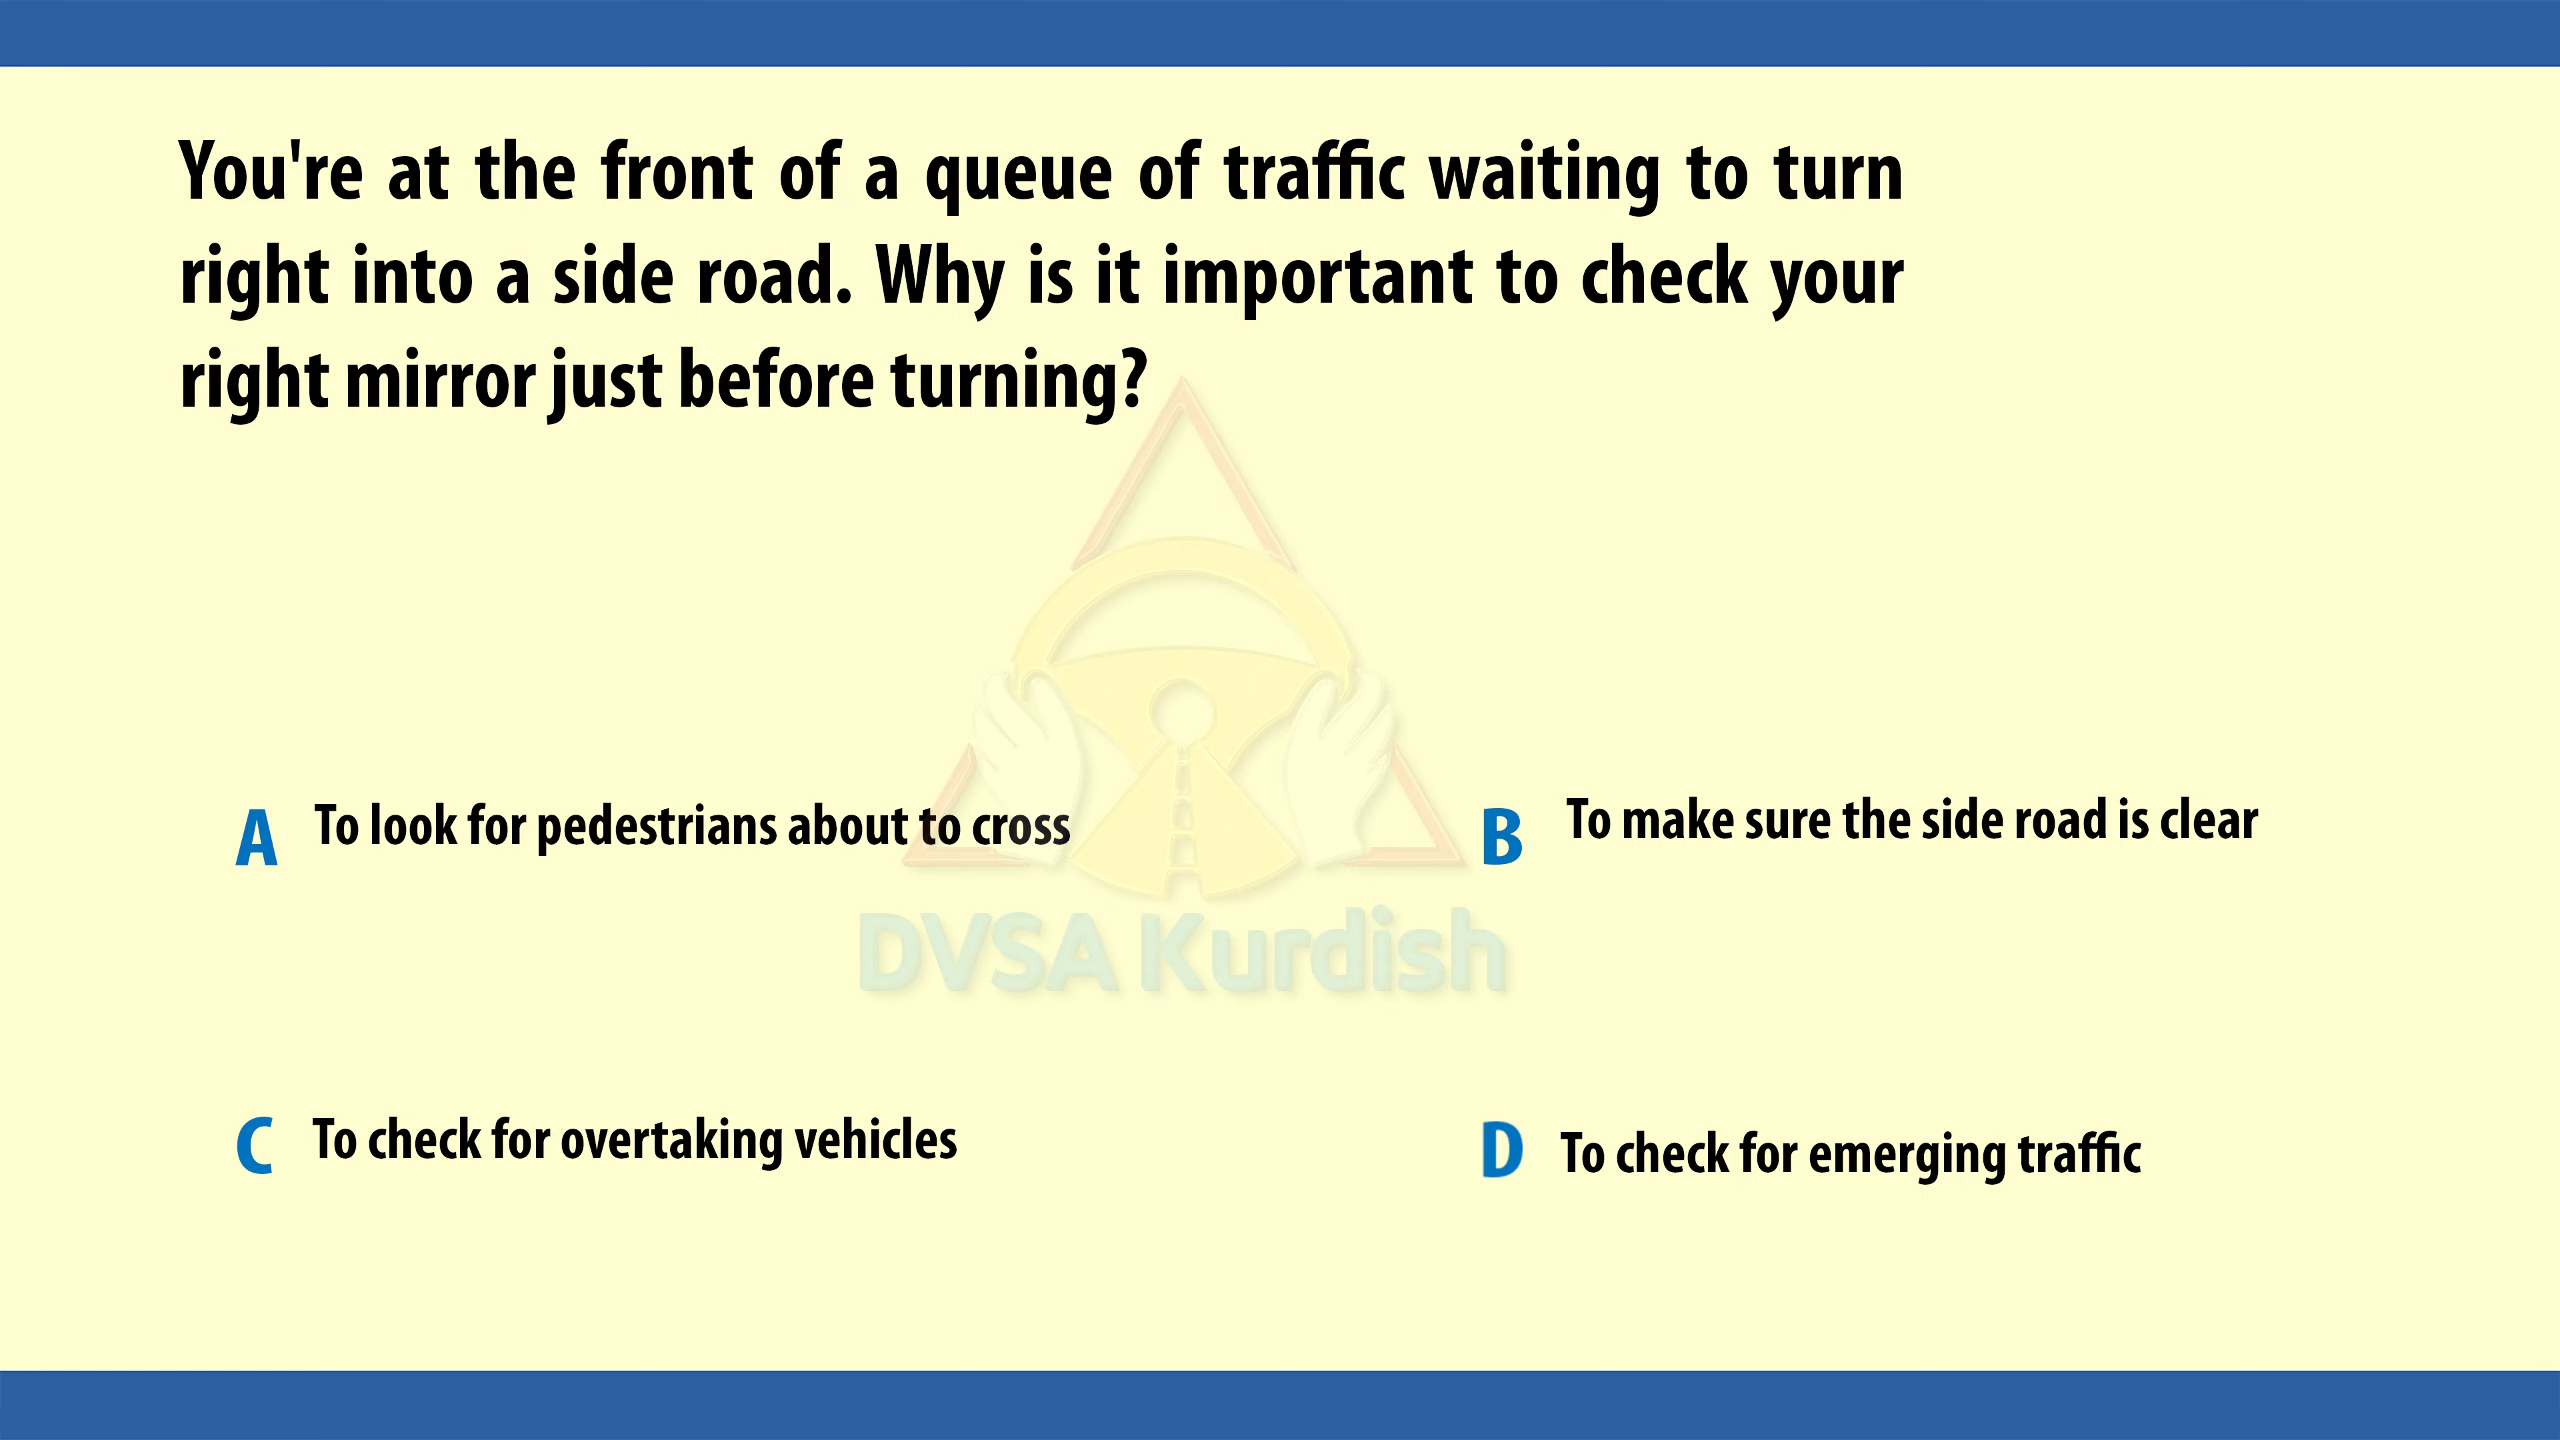 You're at the front of a queue of traffic waiting to turn
right into a side road. Why is it important to check your
right mirror just before turning?
A To look for pedestrians about to cross
B To make sure the side road is clear
DVSA Kurdish
C To check for overtaking vehicles
D To check for emerging traffic